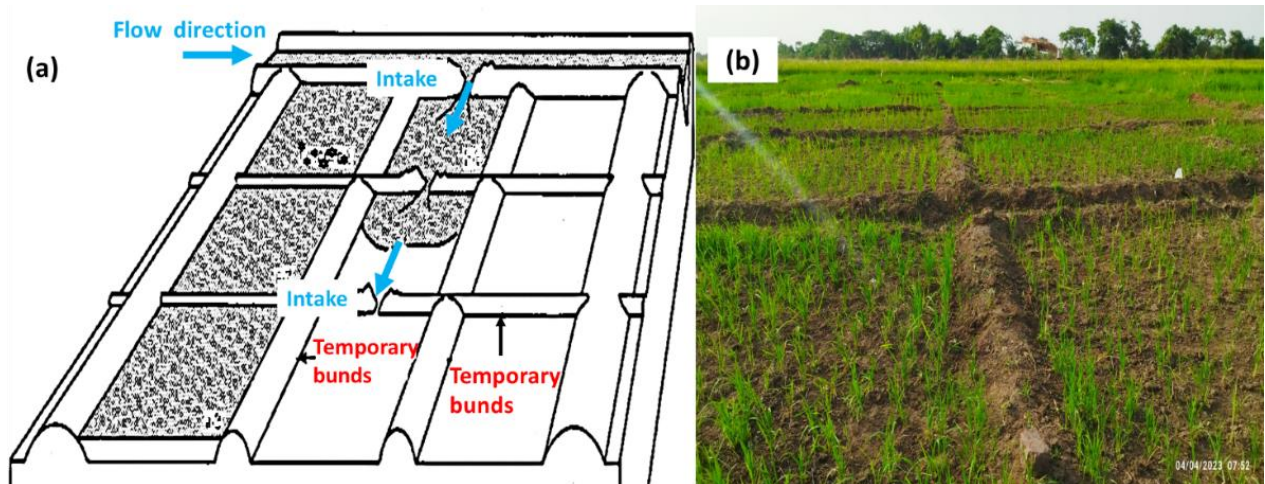 Flow direction
(a)
Intake
Intake
Temporary
bunds
Temporary
bunds
(b)
04/04/2023 07:52